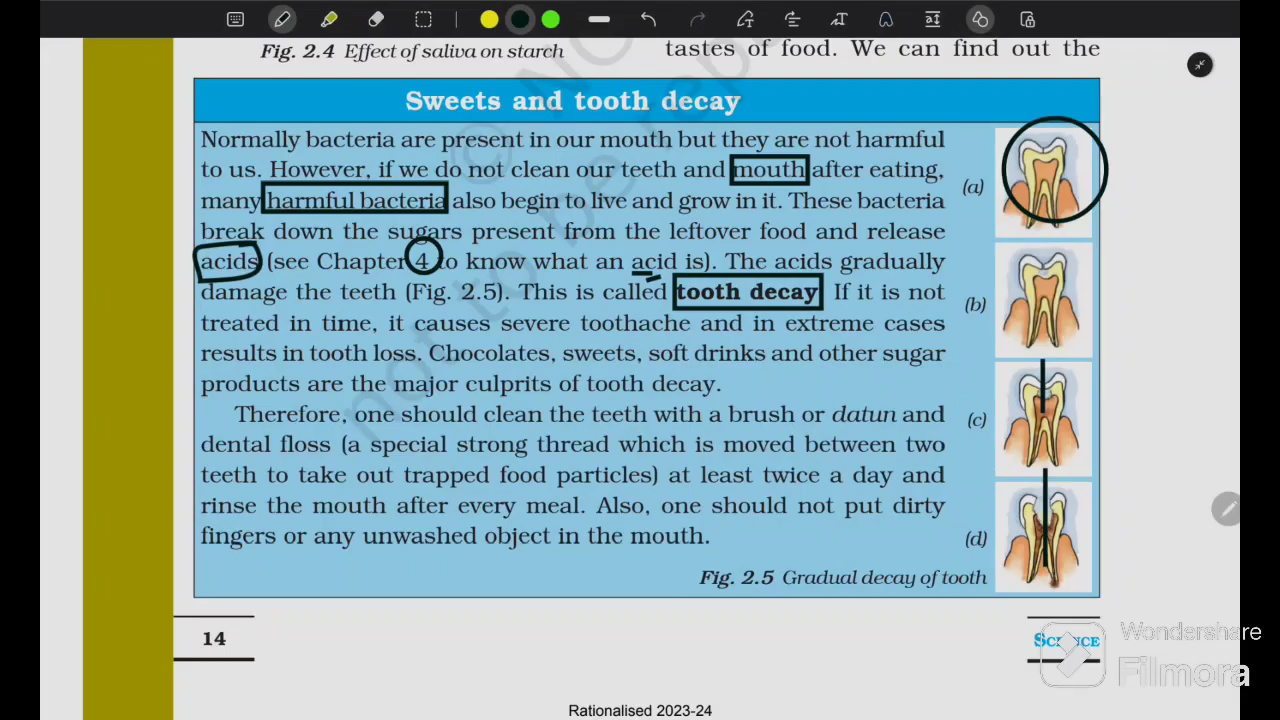 Fig. 2.4 Effect of saliva on starch
tastes of food. We can find out the
Sweets and tooth decay
Normally bacteria are present in our mouth but they are not harmful
to us. However, if we do not clean our teeth and mouth after eating,
many harmful bacteria also begin to live and grow in it. These bacteria
break down the sugars present from the leftover food and release
acids (see Chapter 4 to know what an acid is). The acids gradually
damage the teeth (Fig. 2.5). This is called tooth decay. If it is not
treated in time, it causes severe toothache and in extreme cases
results in tooth loss. Chocolates, sweets, soft drinks and other sugar
products are the major culprits of tooth decay.
Therefore, one should clean the teeth with a brush or datun and
dental floss (a special strong thread which is moved between two
teeth to take out trapped food particles) at least twice a day and
rinse the mouth after every meal. Also, one should not put dirty
fingers or any unwashed object in the mouth.
(a)
(b)
(c)
(d)
Fig. 2.5 Gradual decay of tooth
14
Science
Wondershare
Filmora
Rationalised 2023-24
not to be rep
© NC